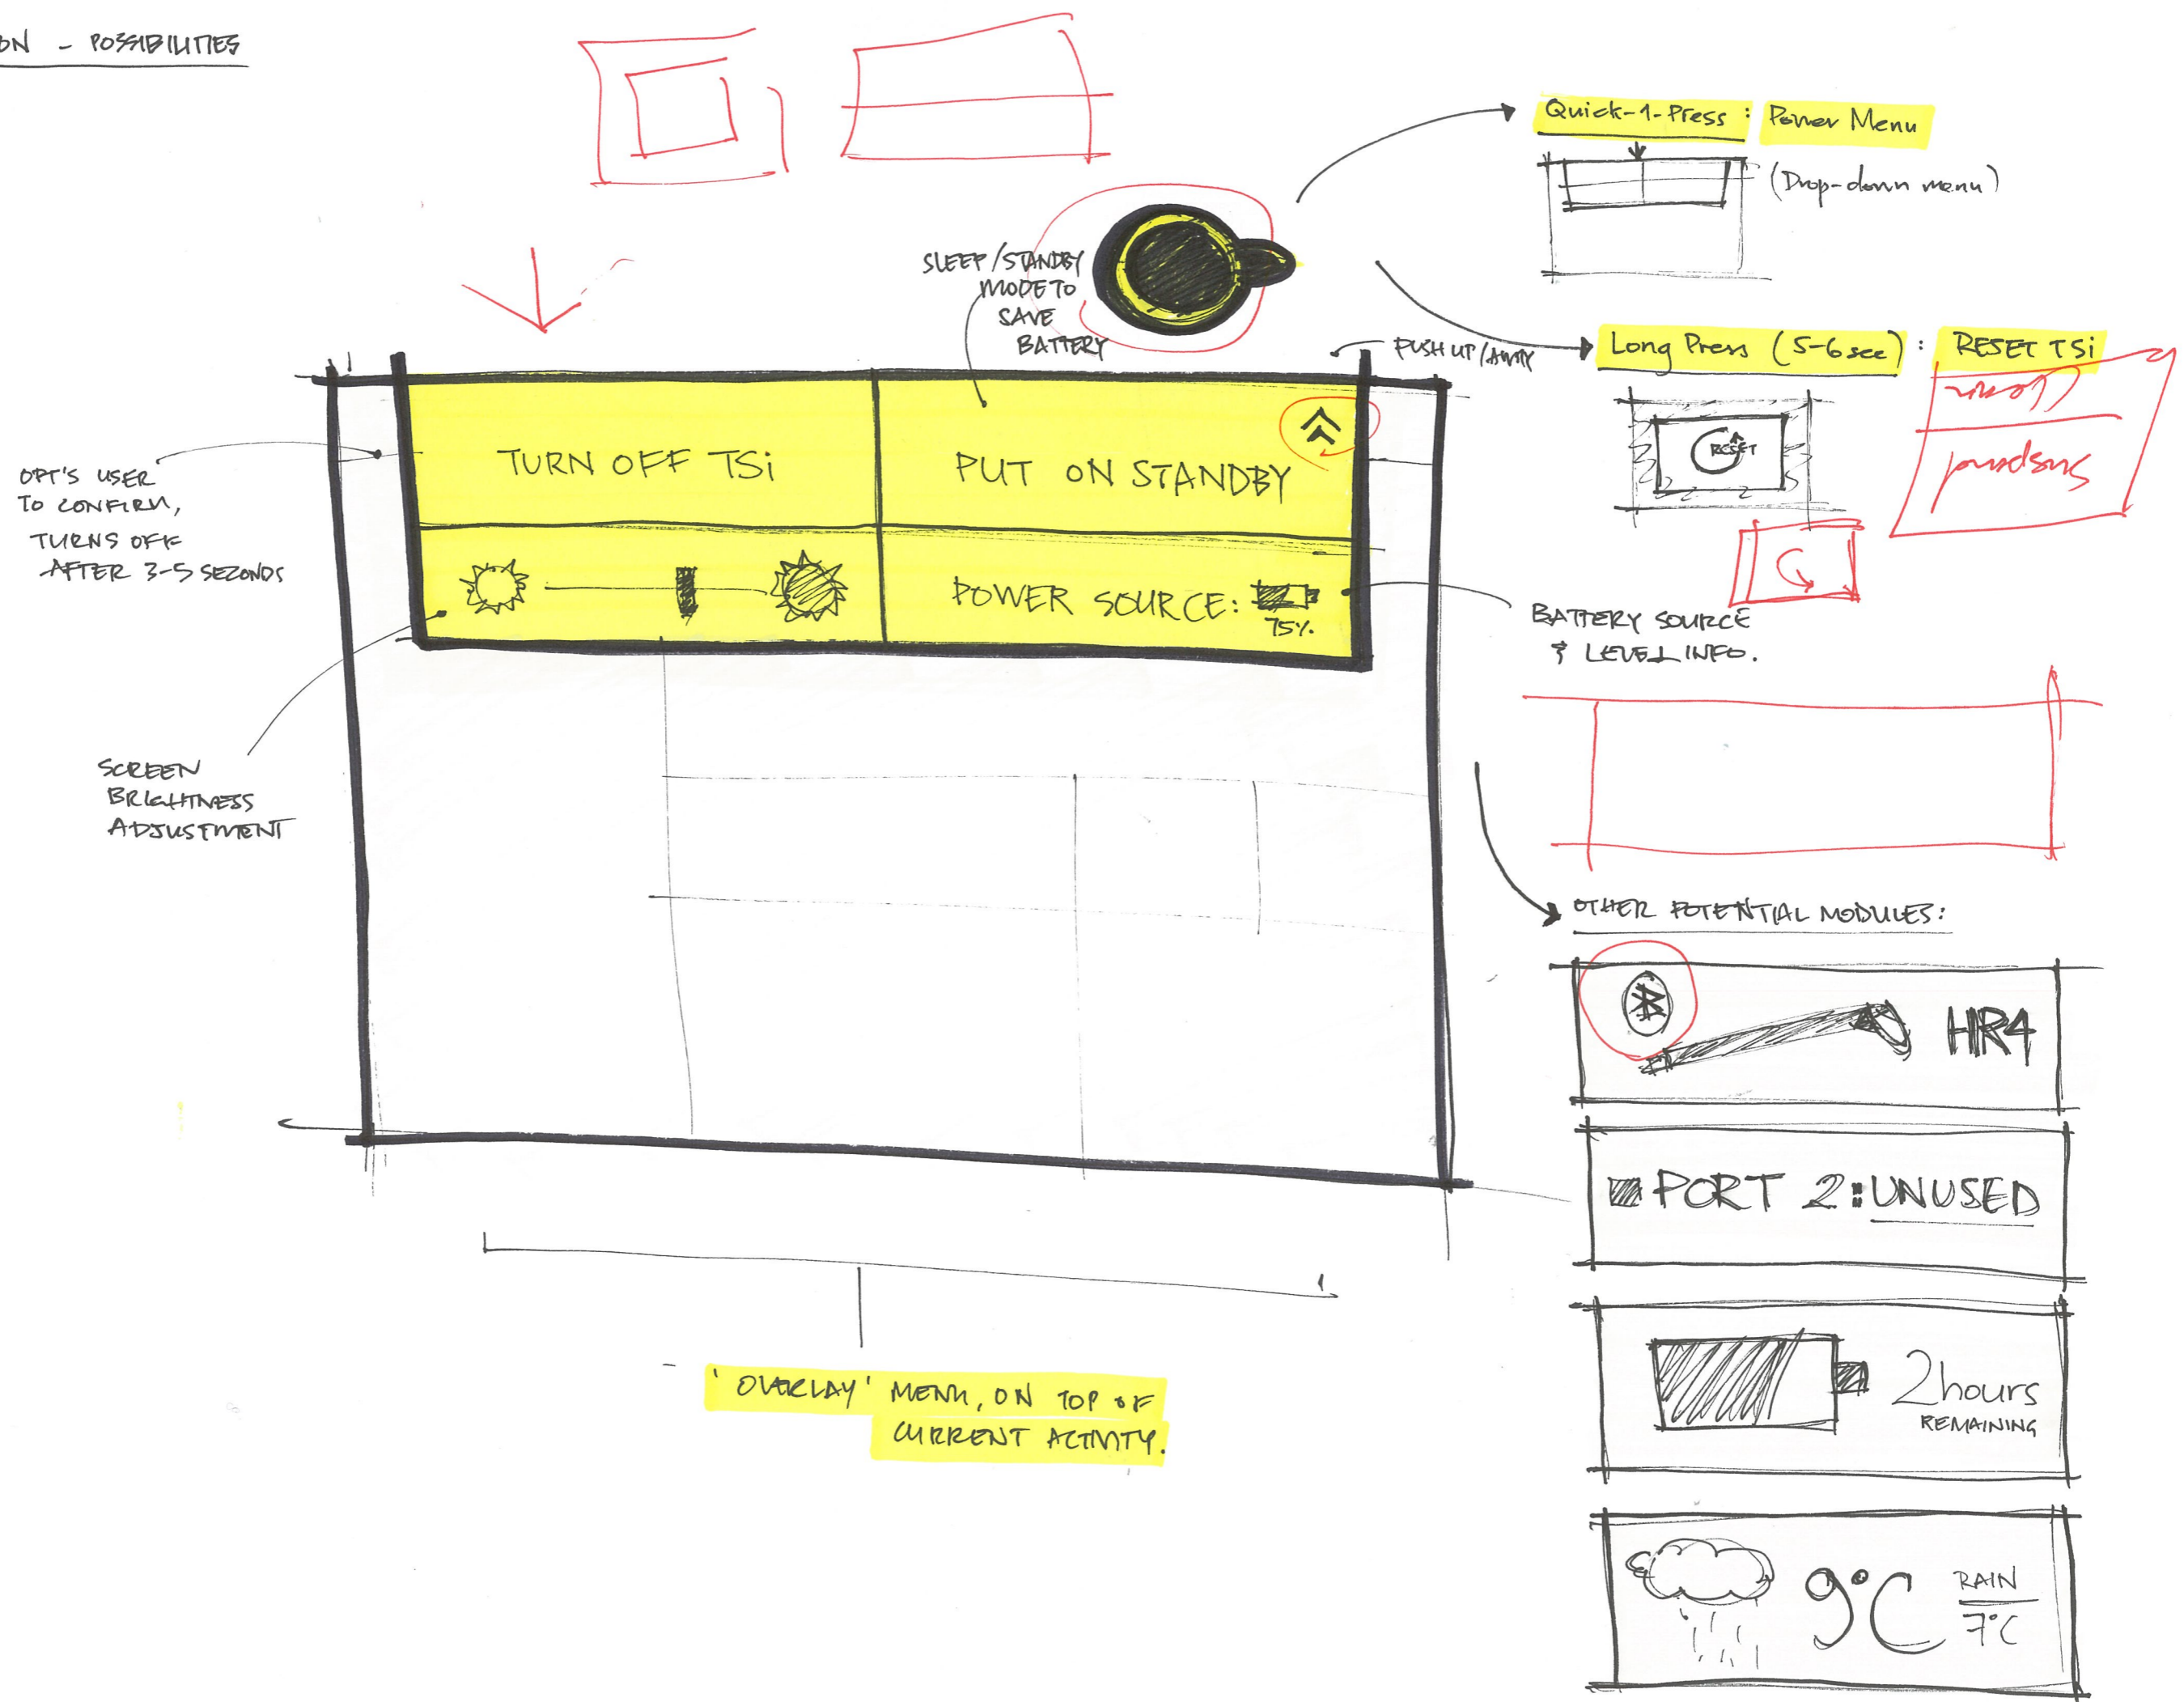 ON - POSSIBILITIES
Quick-1-Press : Power Menu
(Drop-down menu)
SLEEP/STANDBY
MODE TO
SAVE
BATTERY
PUSH UP/AWAY
Long Press (5-6 sec) : RESET TSi
RESET
Suspend
OPT'S USER
TO CONFIRM,
TURNS OFF
AFTER 3-5 SECONDS
TURN OFF TSi
PUT ON STANDBY
POWER SOURCE:
75%.
BATTERY SOURCE
& LEVEL INFO.
SCREEN
BRIGHTNESS
ADJUSTMENT
OTHER POTENTIAL MODULES:
HR4
PORT 2:UNUSED
2hours
REMAINING
9°C
RAIN
7°C
'OVERLAY' MENU, ON TOP OF
CURRENT ACTIVITY.